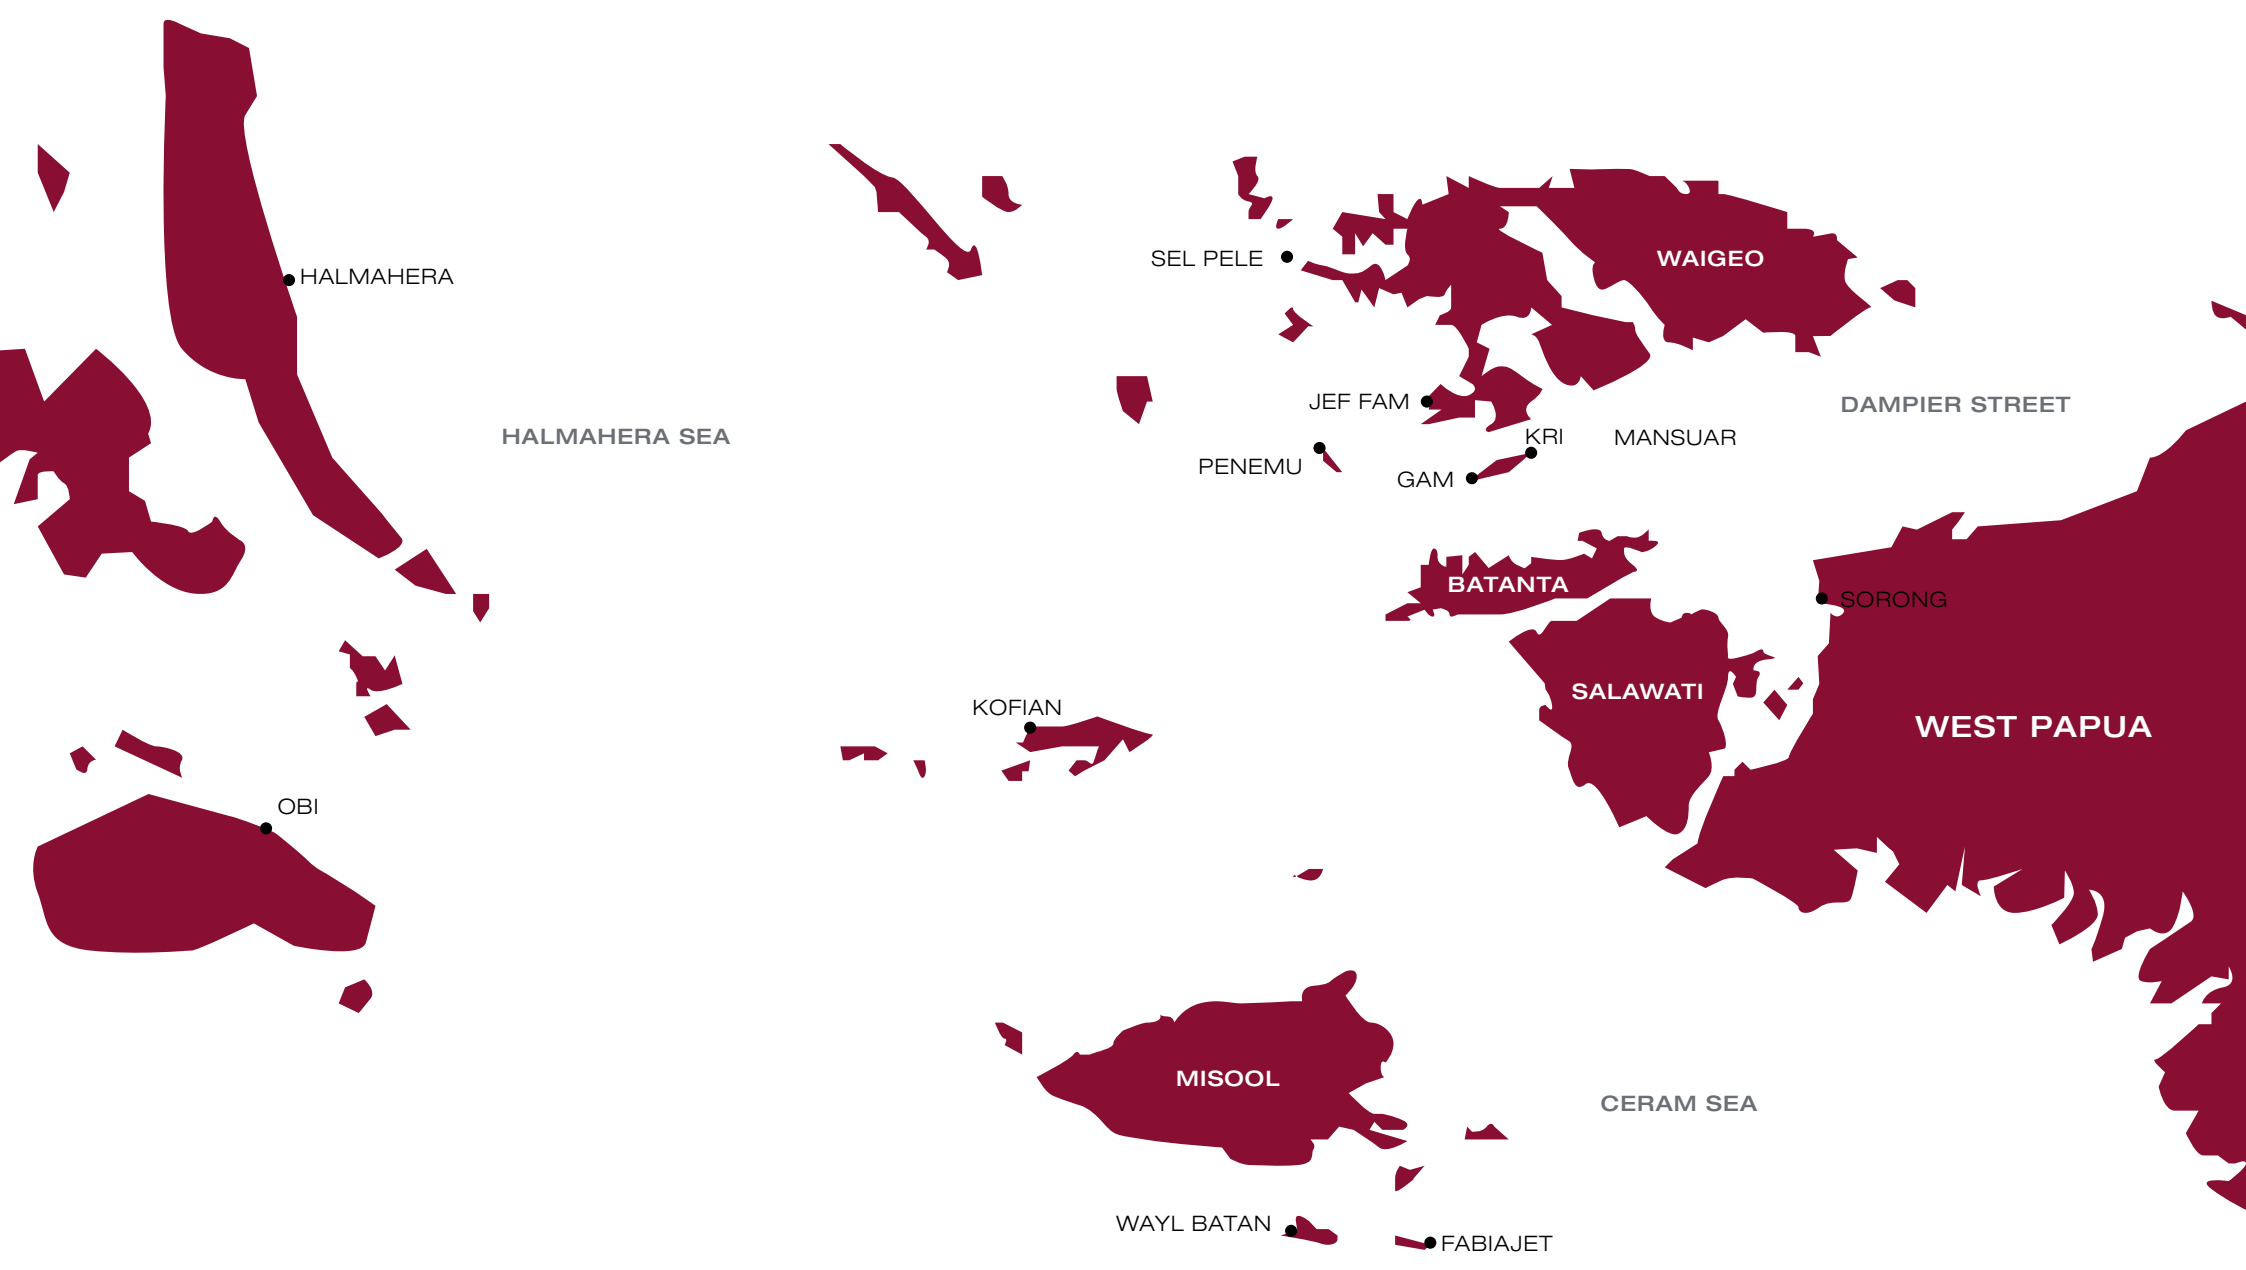 WAIGEO
SEL PELE
HALMAHERA
JEF FAM
DAMPIER STREET
HALMAHERA SEA
KRI
MANSUAR
PENEMU
GAM
BATANTA
SORONG
SALAWATI
KOFIAN
WEST PAPUA
OBI
MISOOL
CERAM SEA
WAYL BATAN
FABIAJET